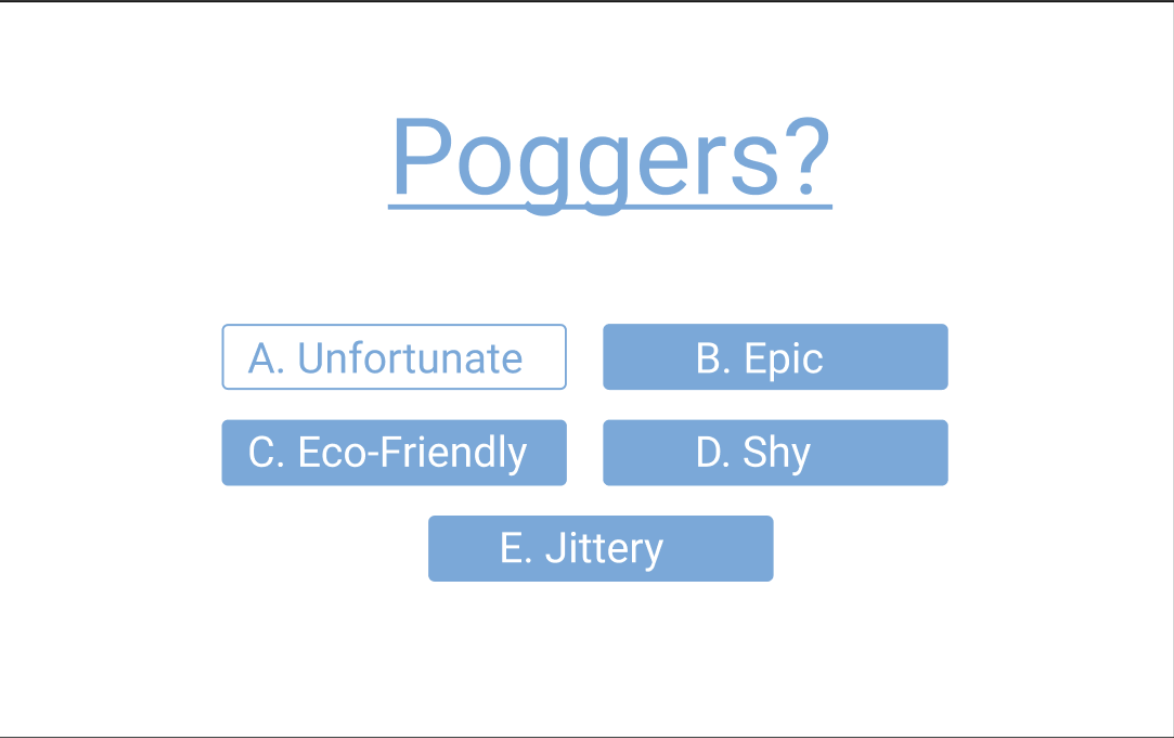 Poggers?
A. Unfortunate
B. Epic
C. Eco-Friendly
D. Shy
E. Jittery